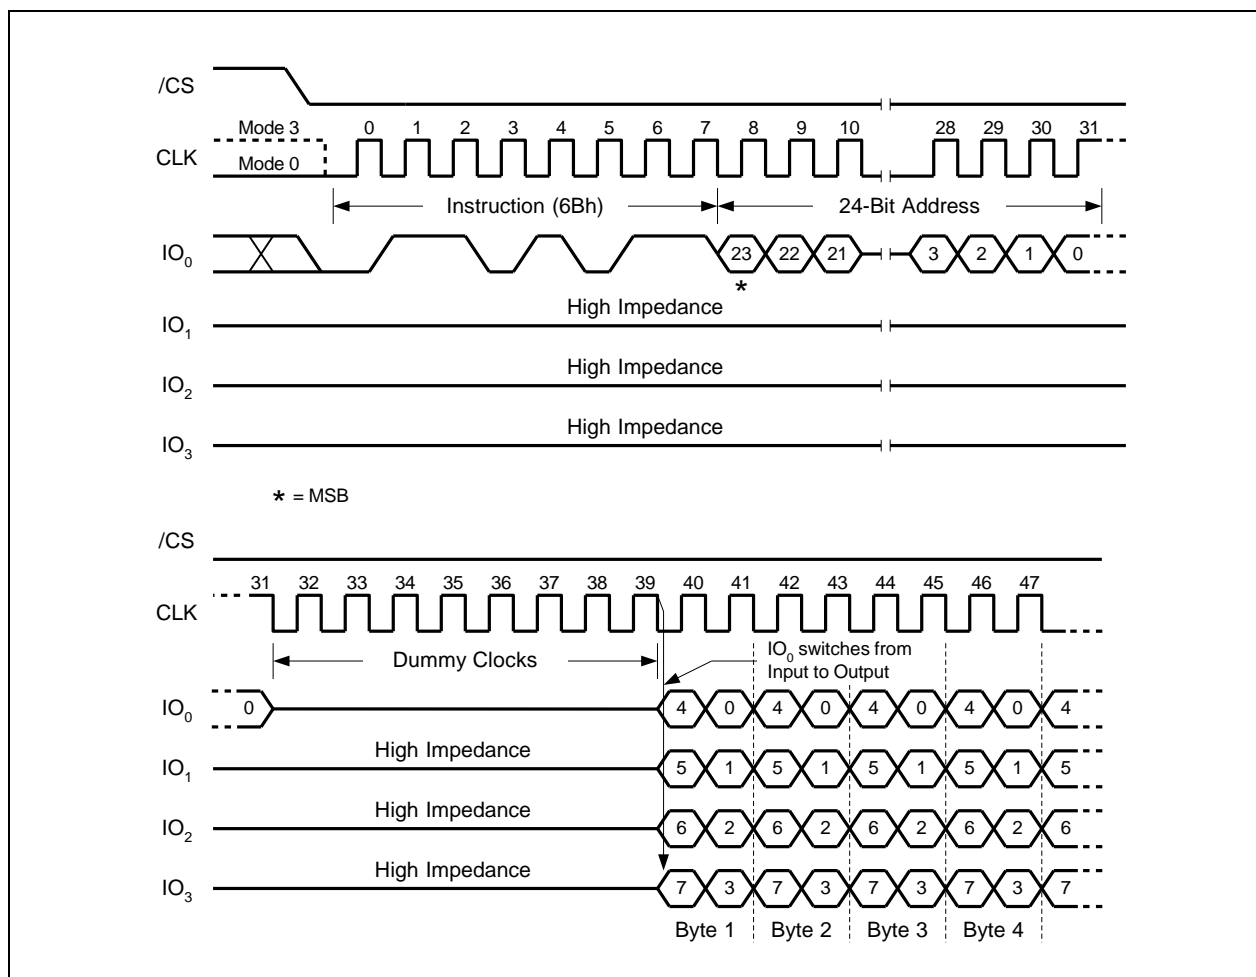 /CS
Mode 3 0 1 2 3 4 5 6 7 8 9 10 28 29 30 31
CLK
Mode 0
Instruction (6Bh) 24-Bit Address
IO0 23 22 21 3 2 1 0
*
High Impedance
IO1
High Impedance
IO2
High Impedance
IO3
* = MSB
/CS
31 32 33 34 35 36 37 38 39 40 41 42 43 44 45 46 47
CLK
Dummy Clocks
IO0 switches from
Input to Output
IO0 0 4 0 4 0 4 0 4 0 4
High Impedance
IO1 5 1 5 1 5 1 5 1 5
High Impedance
IO2 6 2 6 2 6 2 6 2 6
High Impedance
IO3 7 3 7 3 7 3 7 3 7
Byte 1 Byte 2 Byte 3 Byte 4